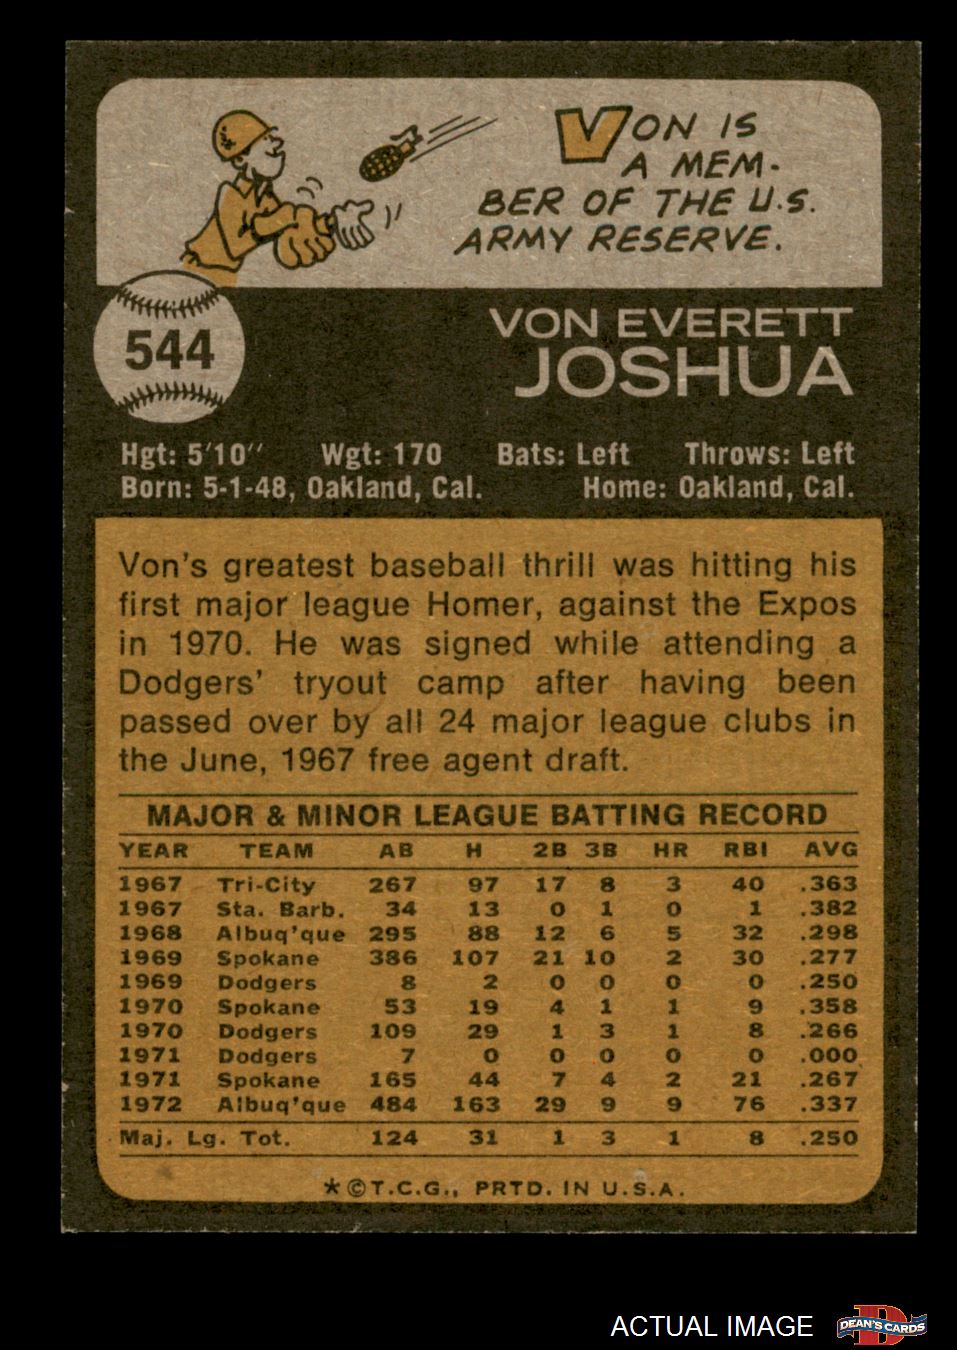 VON IS
A MEM-
BER OF THE U.S.
ARMY RESERVE.
544
VON EVERETT
JOSHUA
Hgt: 5'10'' Wgt: 170 Bats: Left Throws: Left
Born: 5-1-48, Oakland, Cal. Home: Oakland, Cal.
Von's greatest baseball thrill was hitting his
first major league Homer, against the Expos
in 1970. He was signed while attending a
Dodgers' tryout camp after having been
passed over by all 24 major league clubs in
the June, 1967 free agent draft.
MAJOR & MINOR LEAGUE BATTING RECORD
YEAR TEAM AB H 2B 3B HR RBI AVG
1967 Tri-City 267 97 17 8 3 40 .363
1967 Sta. Barb. 34 13 0 1 0 1 .382
1968 Albuq'que 295 88 12 6 5 32 .298
1969 Spokane 386 107 21 10 2 30 .277
1969 Dodgers 8 2 0 0 0 0 .250
1970 Spokane 53 19 4 1 1 9 .358
1970 Dodgers 109 29 1 3 1 8 .266
1971 Dodgers 7 0 0 0 0 0 .000
1971 Spokane 165 44 7 4 2 21 .267
1972 Albuq'que 484 163 29 9 9 76 .337
Maj. Lg. Tot. 124 31 1 3 1 8 .250
*©T.C.G., PRTD. IN U.S.A.
ACTUAL IMAGE
D
DEAN'S CARDS